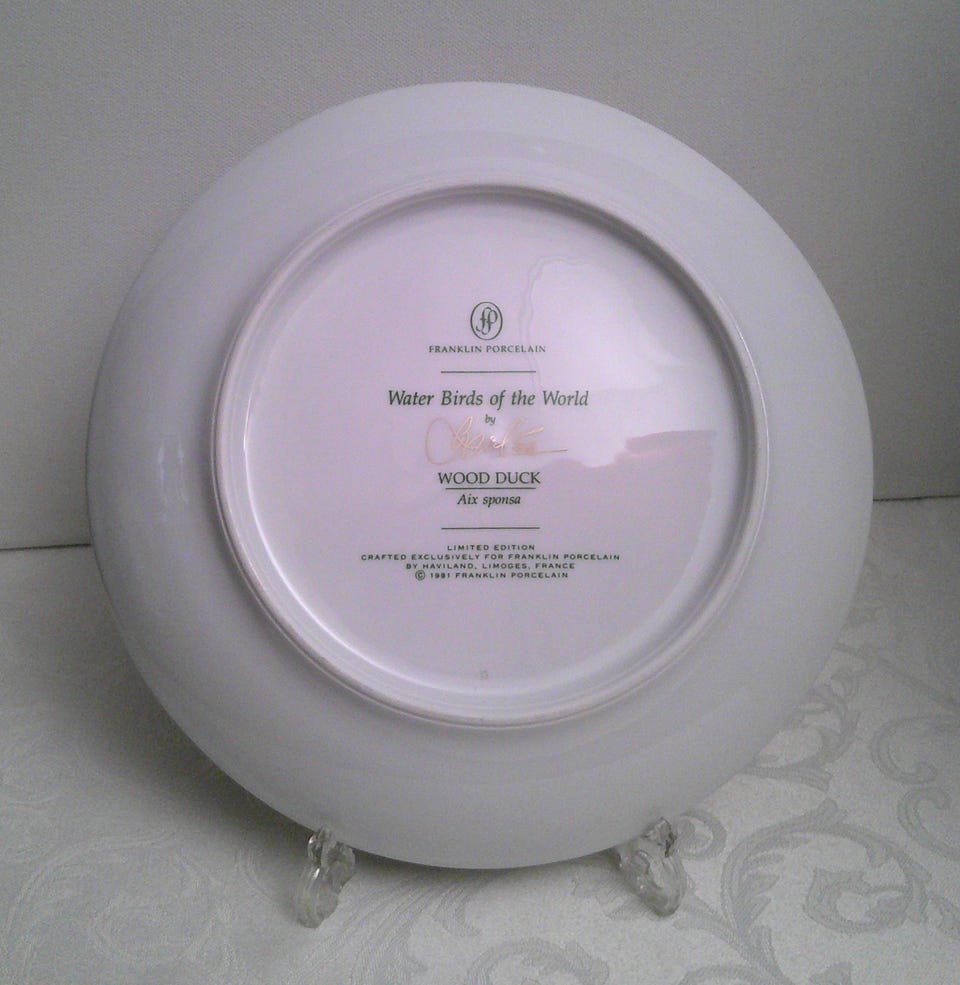 FP
FRANKLIN PORCELAIN
Water Birds of the World
by
WOOD DUCK
Aix sponsa
LIMITED EDITION
CRAFTED EXCLUSIVELY FOR FRANKLIN PORCELAIN
BY HAVILAND, LIMOGES, FRANCE
© 1981 FRANKLIN PORCELAIN